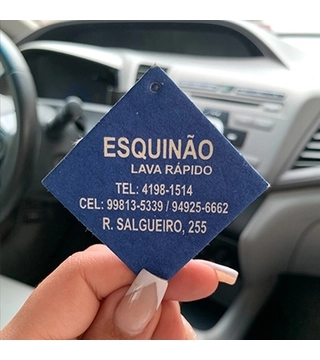 ESQUINÃO
LAVA RÁPIDO
TEL: 4198-1514
CEL: 99813-5339 / 94925-6662
R. SALGUEIRO, 255